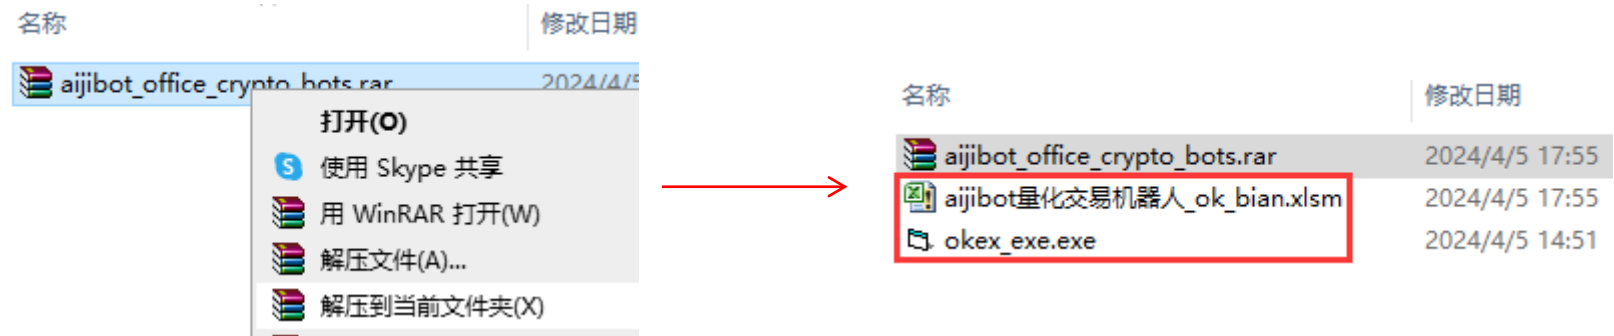 名称 修改日期
aijibot_office_crypto_bots.rar 2024/4/5
打开(O)
使用 Skype 共享
用 WinRAR 打开(W)
解压文件(A)...
解压到当前文件夹(X)
名称 修改日期
aijibot_office_crypto_bots.rar 2024/4/5 17:55
aijibot量化交易机器人_ok_bian.xlsm 2024/4/5 17:55
okex_exe.exe 2024/4/5 14:51